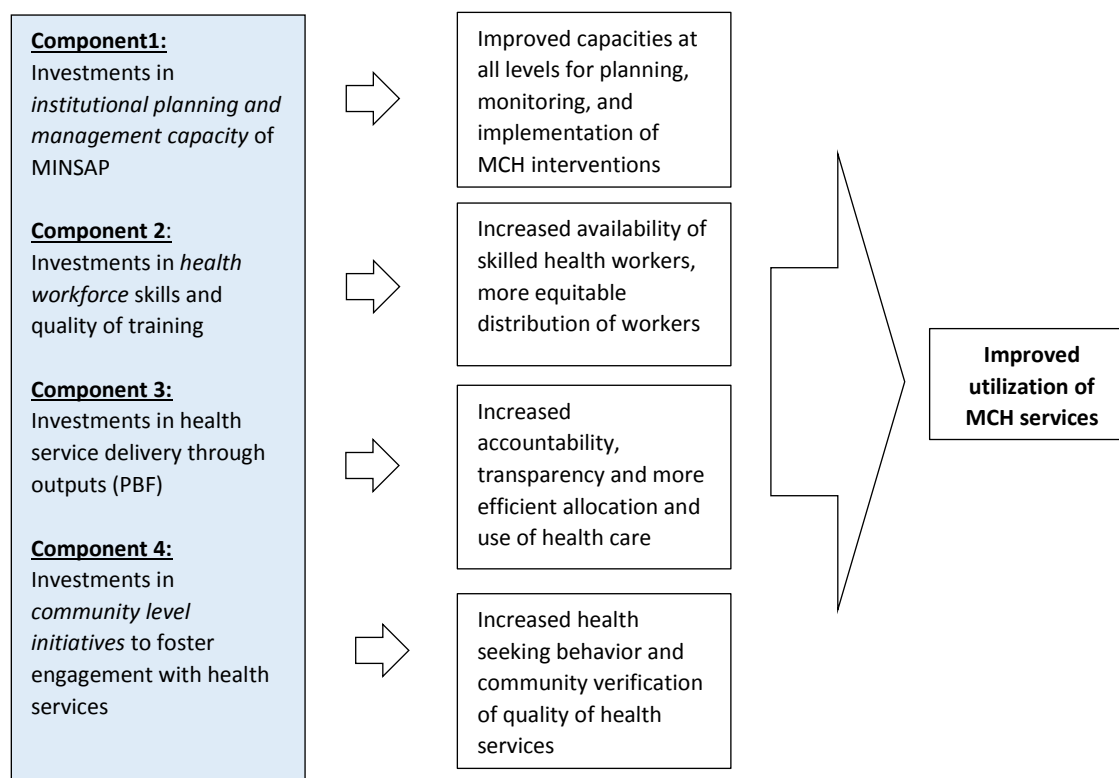 Component1:
Investments in
institutional planning and
management capacity of
MINSAP
Component 2:
Investments in health
workforce skills and
quality of training
Component 3:
Investments in health
service delivery through
outputs (PBF)
Component 4:
Investments in
community level
initiatives to foster
engagement with health
services
Improved capacities at
all levels for planning,
monitoring, and
implementation of
MCH interventions
Increased availability of
skilled health workers,
more equitable
distribution of workers
Increased
accountability,
transparency and more
efficient allocation and
use of health care
Increased health
seeking behavior and
community verification
of quality of health
services
Improved
utilization of
MCH services